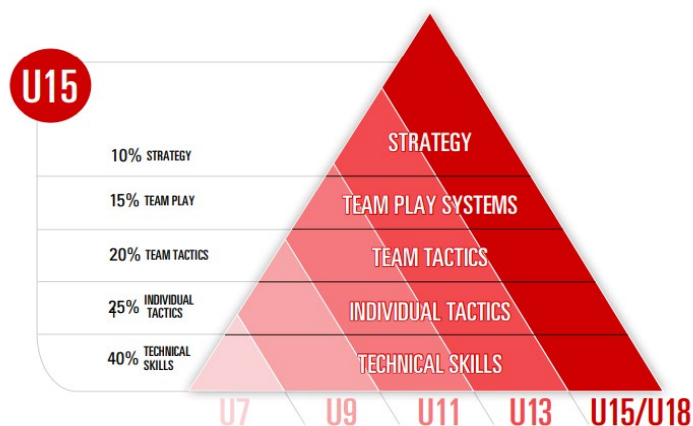 U15
10% STRATEGY
15% TEAM PLAY
20% TEAM TACTICS
25% INDIVIDUAL
TACTICS
40% TECHNICAL
SKILLS
STRATEGY
TEAM PLAY SYSTEMS
TEAM TACTICS
INDIVIDUAL TACTICS
TECHNICAL SKILLS
U7 U9 U11 U13 U15/U18